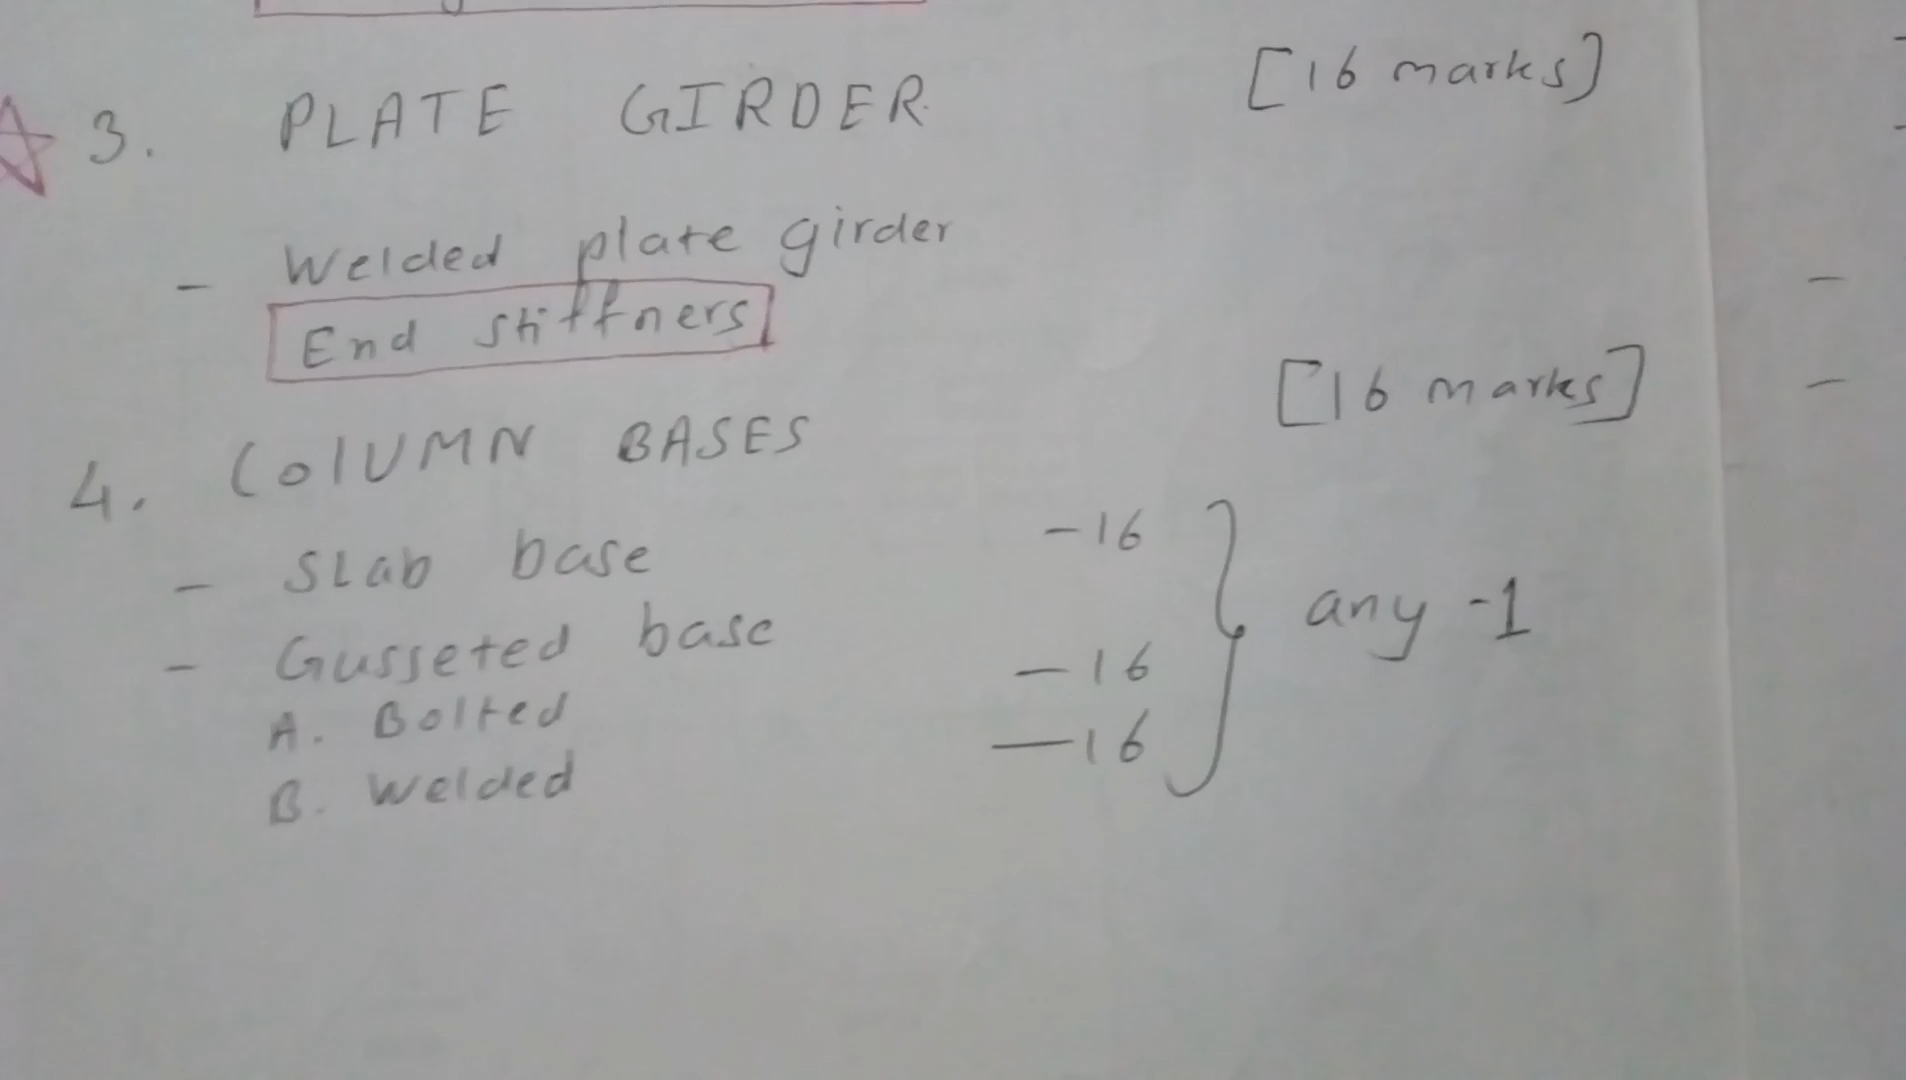 3. PLATE GIRDER [16 marks]
- Welded plate girder
End stiffners
4. COlUMN BASES [16 marks]
- SLab base -16
- Gusseted base
A. Bolted -16
B. Welded -16
any -1